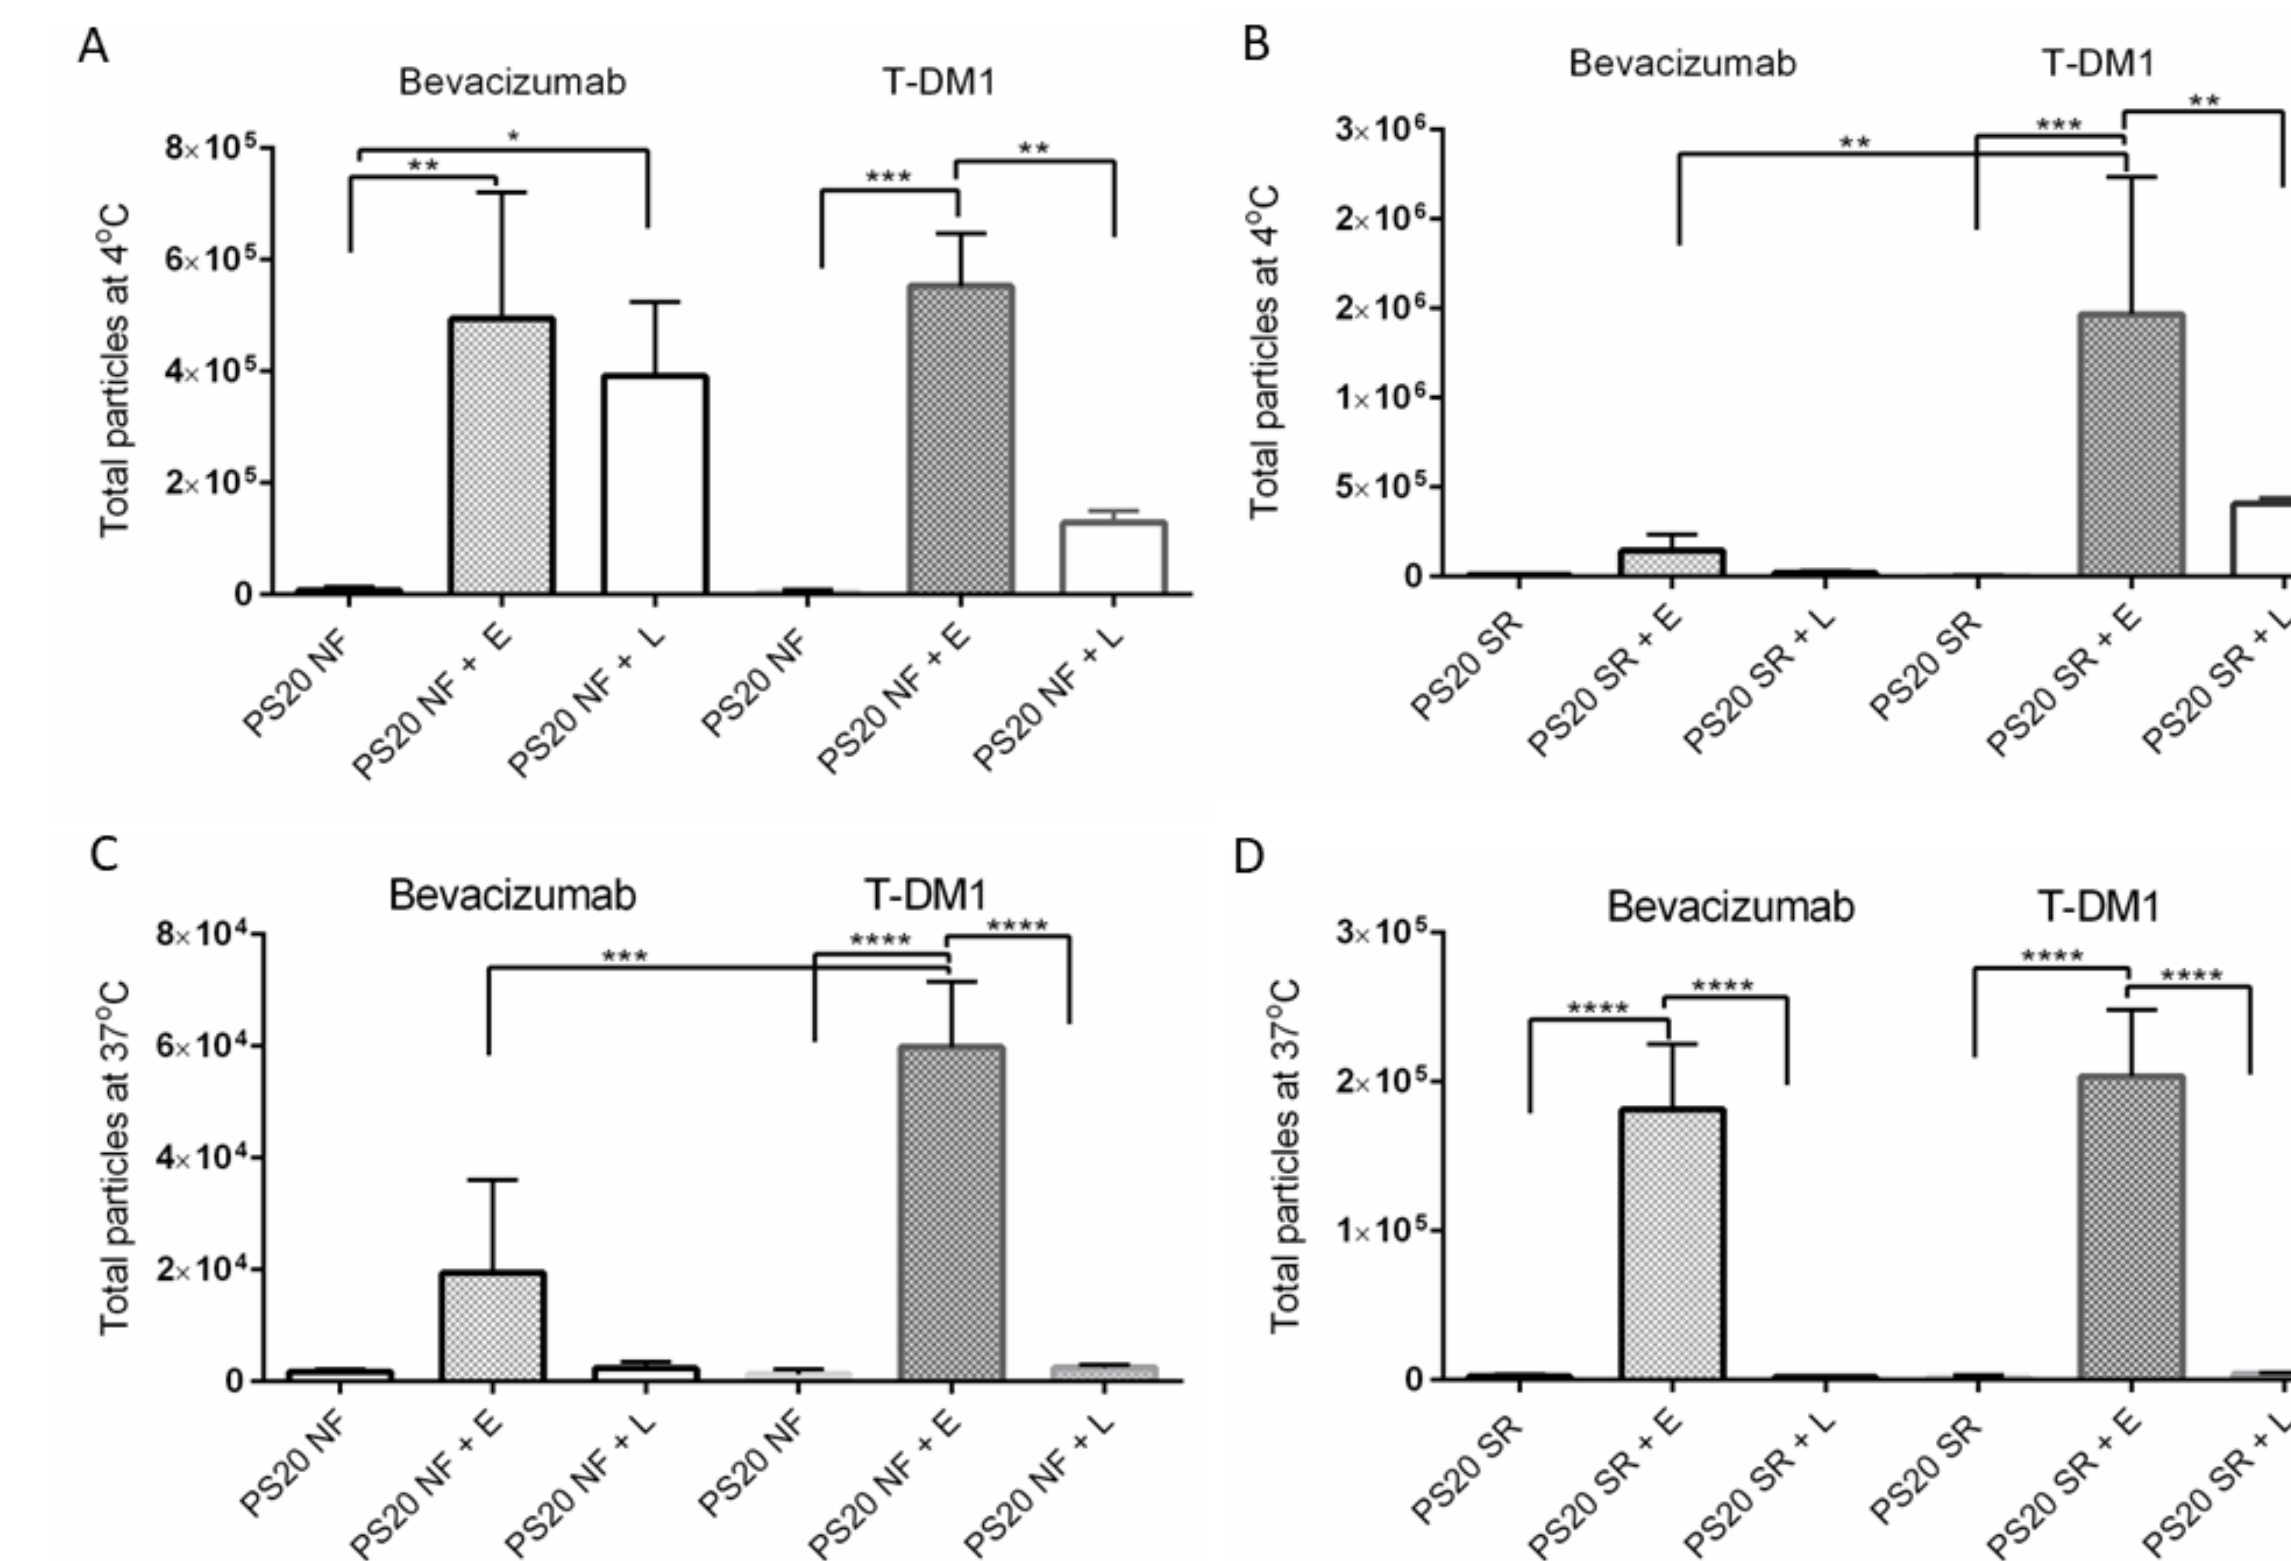 A
Bevacizumab T-DM1
* ** *** **
Total particles at 4°C
8×10⁵
6×10⁵
4×10⁵
2×10⁵
0
PS20 NF
PS20 NF + E
PS20 NF + L
PS20 NF
PS20 NF + E
PS20 NF + L
B
Bevacizumab T-DM1
** *** **
Total particles at 4°C
3×10⁶
2×10⁶
2×10⁶
1×10⁶
5×10⁵
0
PS20 SR
PS20 SR + E
PS20 SR + L
PS20 SR
PS20 SR + E
PS20 SR + L
C
Bevacizumab T-DM1
*** **** ****
Total particles at 37°C
8×10⁴
6×10⁴
4×10⁴
2×10⁴
0
PS20 NF
PS20 NF + E
PS20 NF + L
PS20 NF
PS20 NF + E
PS20 NF + L
D
Bevacizumab T-DM1
**** **** **** ****
Total particles at 37°C
3×10⁵
2×10⁵
1×10⁵
0
PS20 SR
PS20 SR + E
PS20 SR + L
PS20 SR
PS20 SR + E
PS20 SR + L